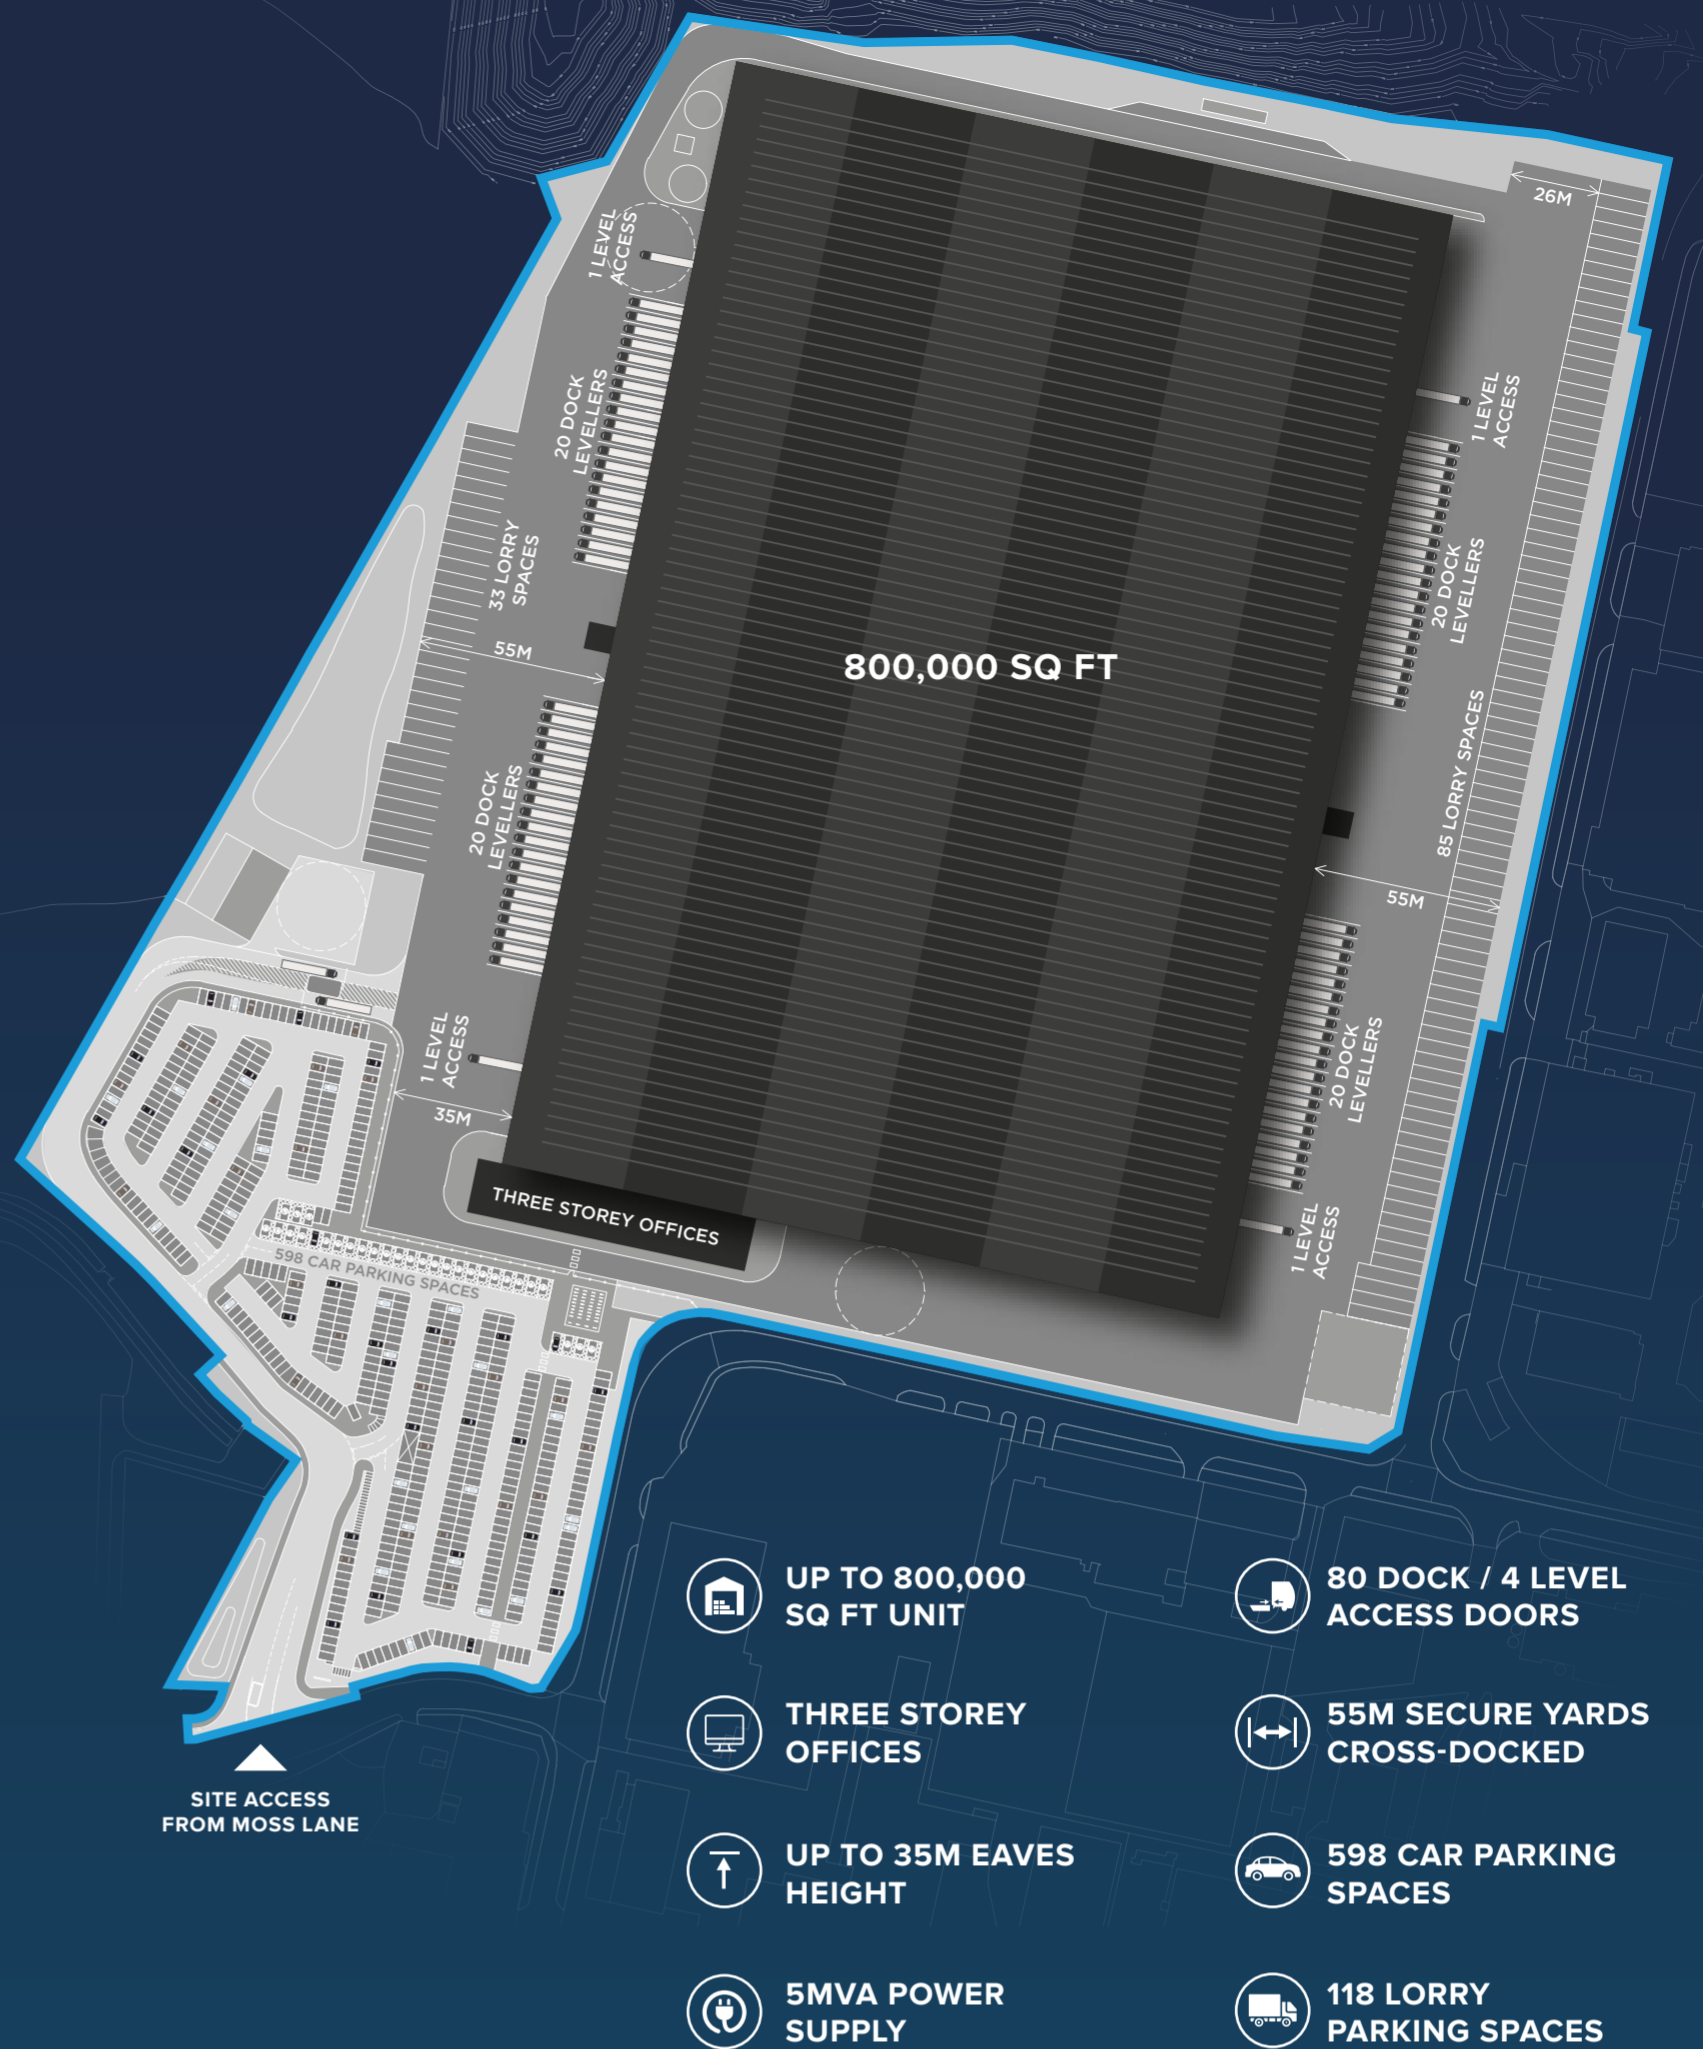 26M
1 LEVEL
ACCESS
20 DOCK
LEVELLERS
1 LEVEL
ACCESS
33 LORRY
SPACES
20 DOCK
LEVELLERS
55M
800,000 SQ FT
85 LORRY SPACES
20 DOCK
LEVELLERS
55M
1 LEVEL
ACCESS
35M
20 DOCK
LEVELLERS
THREE STOREY OFFICES
1 LEVEL
ACCESS
598 CAR PARKING SPACES
SITE ACCESS
FROM MOSS LANE
UP TO 800,000
SQ FT UNIT
80 DOCK / 4 LEVEL
ACCESS DOORS
THREE STOREY
OFFICES
55M SECURE YARDS
CROSS-DOCKED
UP TO 35M EAVES
HEIGHT
598 CAR PARKING
SPACES
5MVA POWER
SUPPLY
118 LORRY
PARKING SPACES